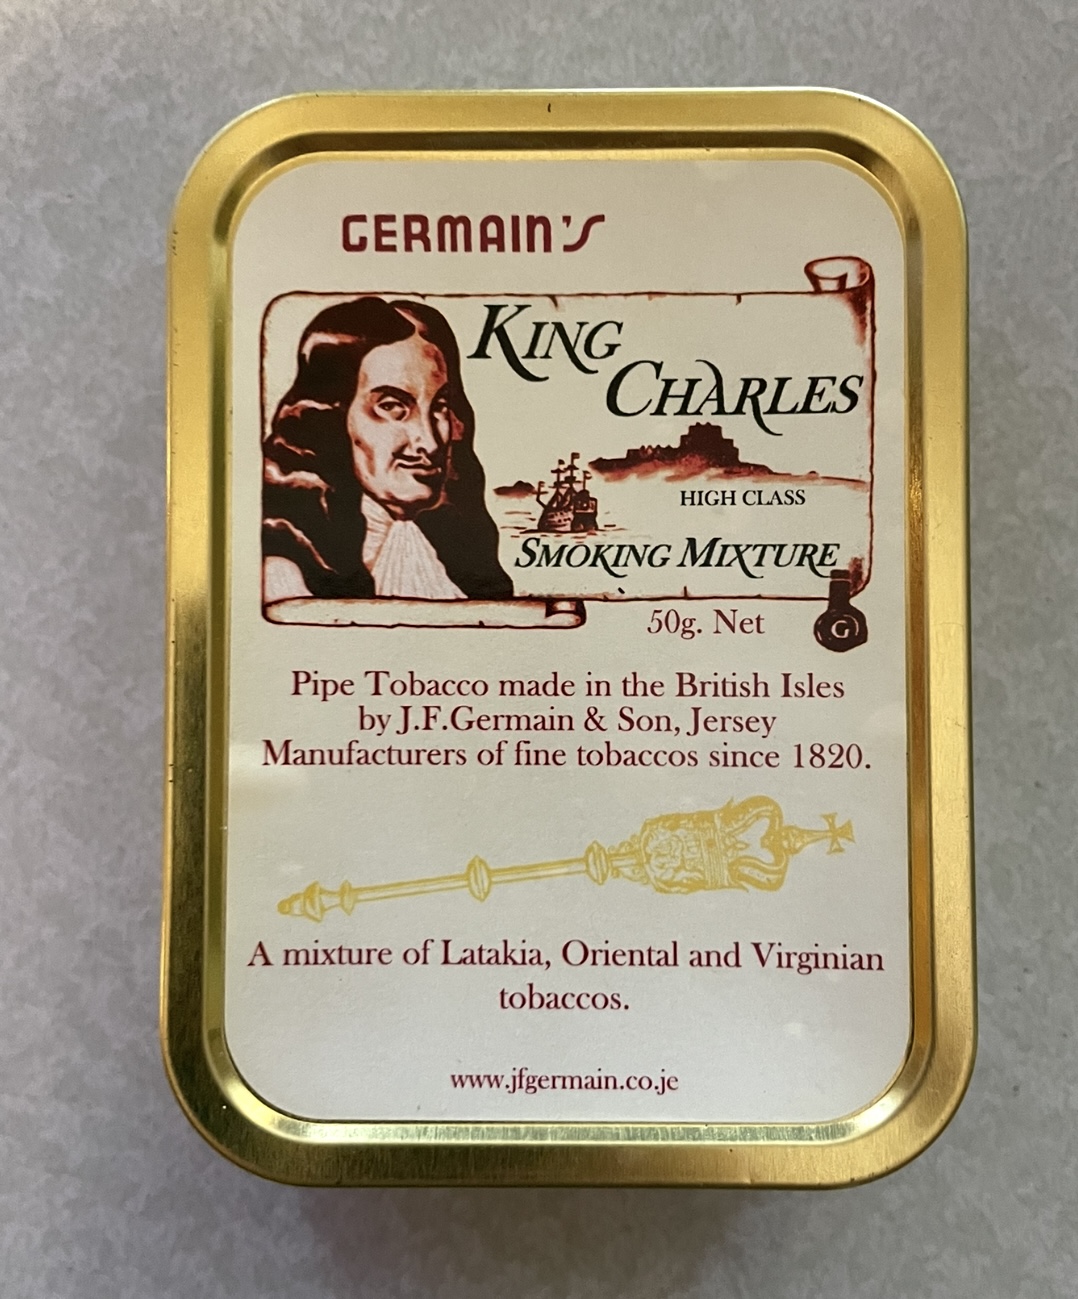 GERMAIN'S
KING
CHARLES
HIGH CLASS
SMOKING MIXTURE
50g. Net
G
Pipe Tobacco made in the British Isles
by J.F.Germain & Son, Jersey
Manufacturers of fine tobaccos since 1820.
A mixture of Latakia, Oriental and Virginian
tobaccos.
www.jfgermain.co.je